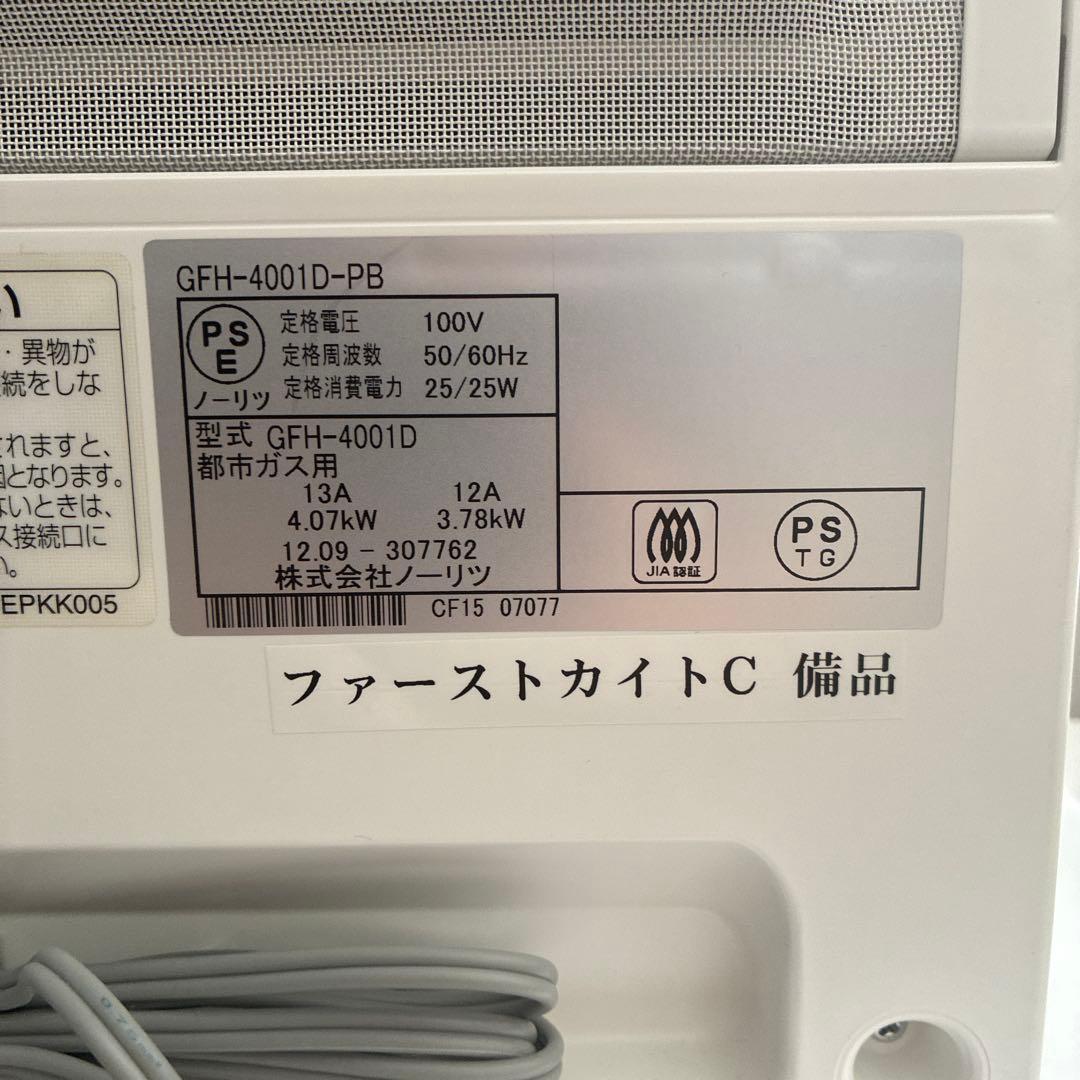 い
・異物が
続をしな
れますと、
となります。
ないときは、
ス接続口に
い。
EPKK005
GFH-4001D-PB
PS
E
ノーリツ
定格電圧 100V
定格周波数 50/60Hz
定格消費電力 25/25W
型式 GFH-4001D
都市ガス用
13A 12A
4.07kW 3.78kW
12.09 - 307762
株式会社ノーリツ
JIA 認証
PS
TG
CF15 07077
ファーストカイトC 備品